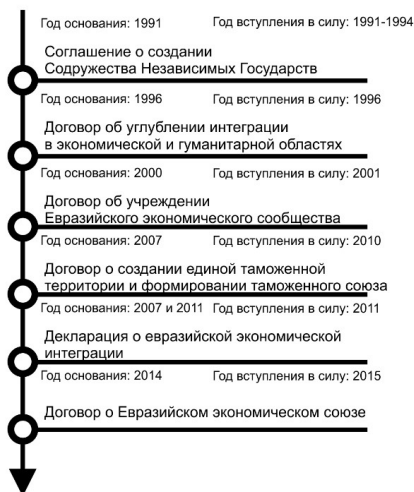 Год основания: 1991 Год вступления в силу: 1991-1994
Соглашение о создании
Содружества Независимых Государств
Год основания: 1996 Год вступления в силу: 1996
Договор об углублении интеграции
в экономической и гуманитарной областях
Год основания: 2000 Год вступления в силу: 2001
Договор об учреждении
Евразийского экономического сообщества
Год основания: 2007 Год вступления в силу: 2010
Договор о создании единой таможенной
территории и формировании таможенного союза
Год основания: 2007 и 2011 Год вступления в силу: 2011
Декларация о евразийской экономической
интеграции
Год основания: 2014 Год вступления в силу: 2015
Договор о Евразийском экономическом союзе